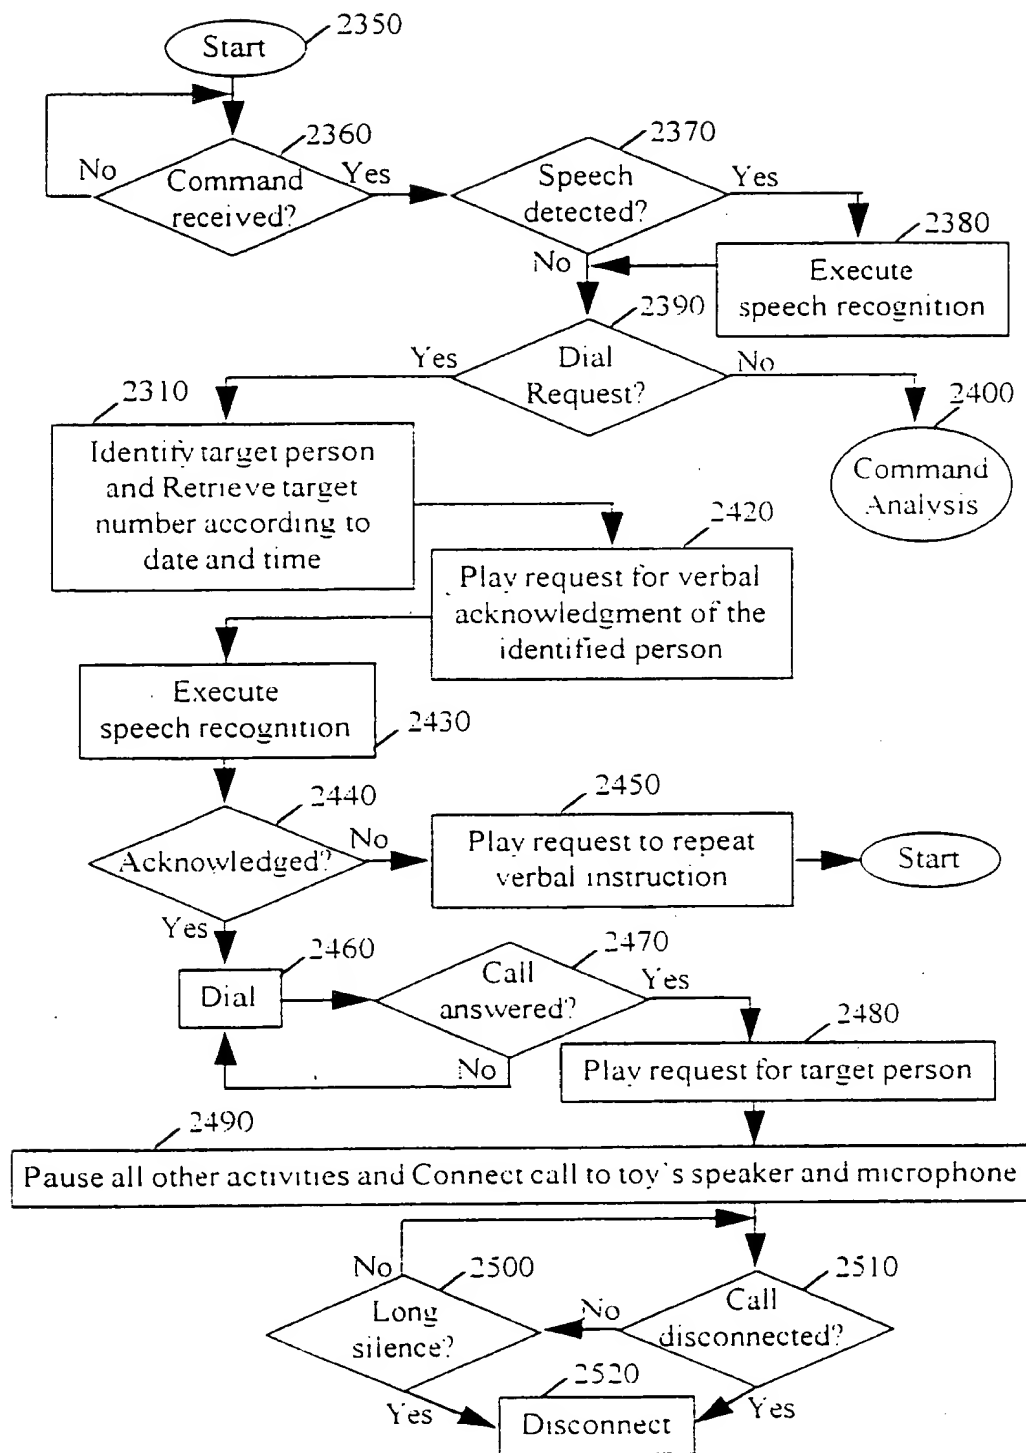 2350
Start
2360
No
Command
received?
Yes
2370
Speech
detected?
Yes
No
2380
Execute
speech recognition
2390
Yes
Dial
Request?
No
2310
Identify target person
and Retrieve target
number according to
date and time
2400
Command
Analysis
2420
Play request for verbal
acknowledgment of the
identified person
Execute
speech recognition
2430
2440
Acknowledged?
No
Yes
2450
Play request to repeat
verbal instruction
Start
2460
Dial
2470
Call
answered?
Yes
No
2480
Play request for target person
2490
Pause all other activities and Connect call to toy's speaker and microphone
No
2500
Long
silence?
Yes
No
2510
Call
disconnected?
Yes
2520
Disconnect